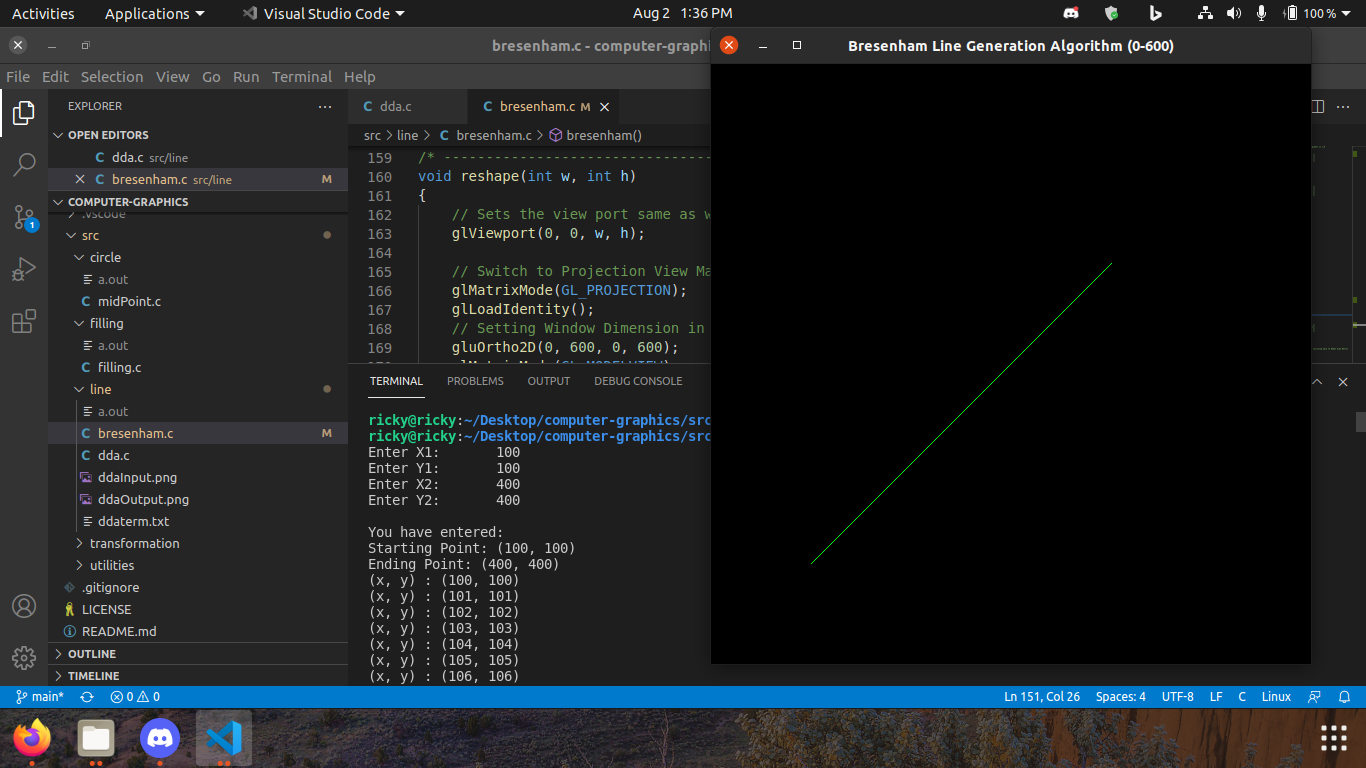 Activities Applications Visual Studio Code Aug 2 1:36 PM 100 %
bresenham.c - computer-graphi
Bresenham Line Generation Algorithm (0-600)
File Edit Selection View Go Run Terminal Help
EXPLORER
OPEN EDITORS
dda.c src/line
bresenham.c src/line M
COMPUTER-GRAPHICS
.vscode
src
circle
a.out
midPoint.c
filling
a.out
filling.c
line
a.out
bresenham.c M
dda.c
ddaInput.png
ddaOutput.png
ddaterm.txt
transformation
utilities
.gitignore
LICENSE
README.md
OUTLINE
TIMELINE
1
dda.c bresenham.c M
src > line > bresenham.c > bresenham()
159 /* --------------------------------
160 void reshape(int w, int h)
161 {
162 // Sets the view port same as w
163 glViewport(0, 0, w, h);
164
165 // Switch to Projection View Ma
166 glMatrixMode(GL_PROJECTION);
167 glLoadIdentity();
168 // Setting Window Dimension in
169 gluOrtho2D(0, 600, 0, 600);
TERMINAL PROBLEMS OUTPUT DEBUG CONSOLE
ricky@ricky:~/Desktop/computer-graphics/src
ricky@ricky:~/Desktop/computer-graphics/src
Enter X1: 100
Enter Y1: 100
Enter X2: 400
Enter Y2: 400
You have entered:
Starting Point: (100, 100)
Ending Point: (400, 400)
(x, y) : (100, 100)
(x, y) : (101, 101)
(x, y) : (102, 102)
(x, y) : (103, 103)
(x, y) : (104, 104)
(x, y) : (105, 105)
(x, y) : (106, 106)
main* 0 0 Ln 151, Col 26 Spaces: 4 UTF-8 LF C Linux